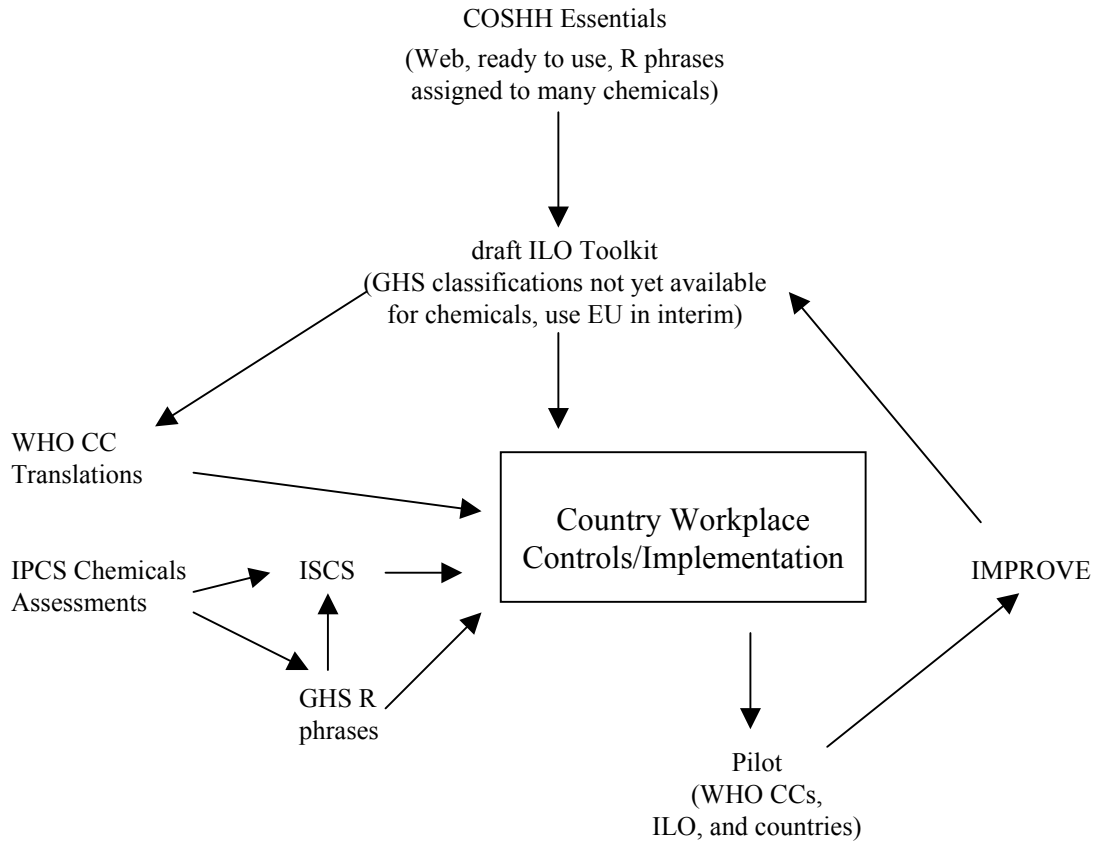 COSHH Essentials
(Web, ready to use, R phrases
assigned to many chemicals)
draft ILO Toolkit
(GHS classifications not yet available
for chemicals, use EU in interim)
WHO CC
Translations
Country Workplace
Controls/Implementation
IPCS Chemicals
Assessments
ISCS
IMPROVE
GHS R
phrases
Pilot
(WHO CCs,
ILO, and countries)